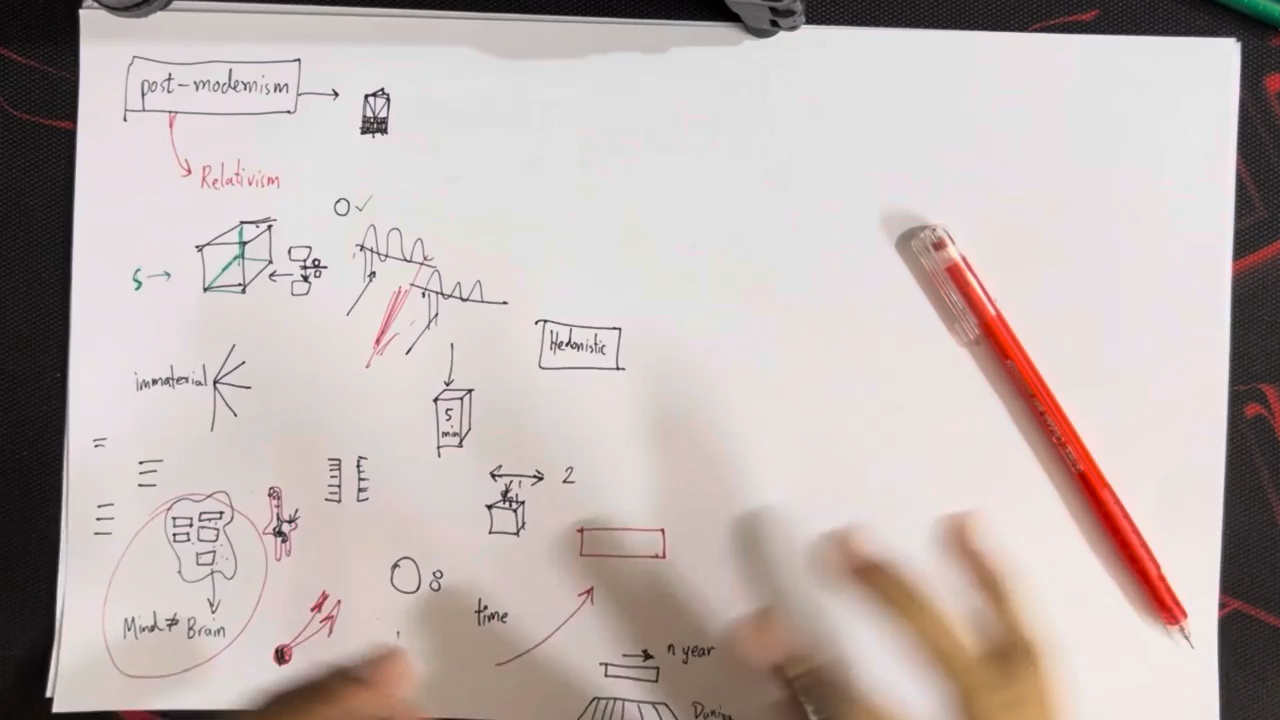 post-modernism
Relativism
S →
Hedonistic
immaterial
5
min
2
Mind ≠ Brain
time
n year